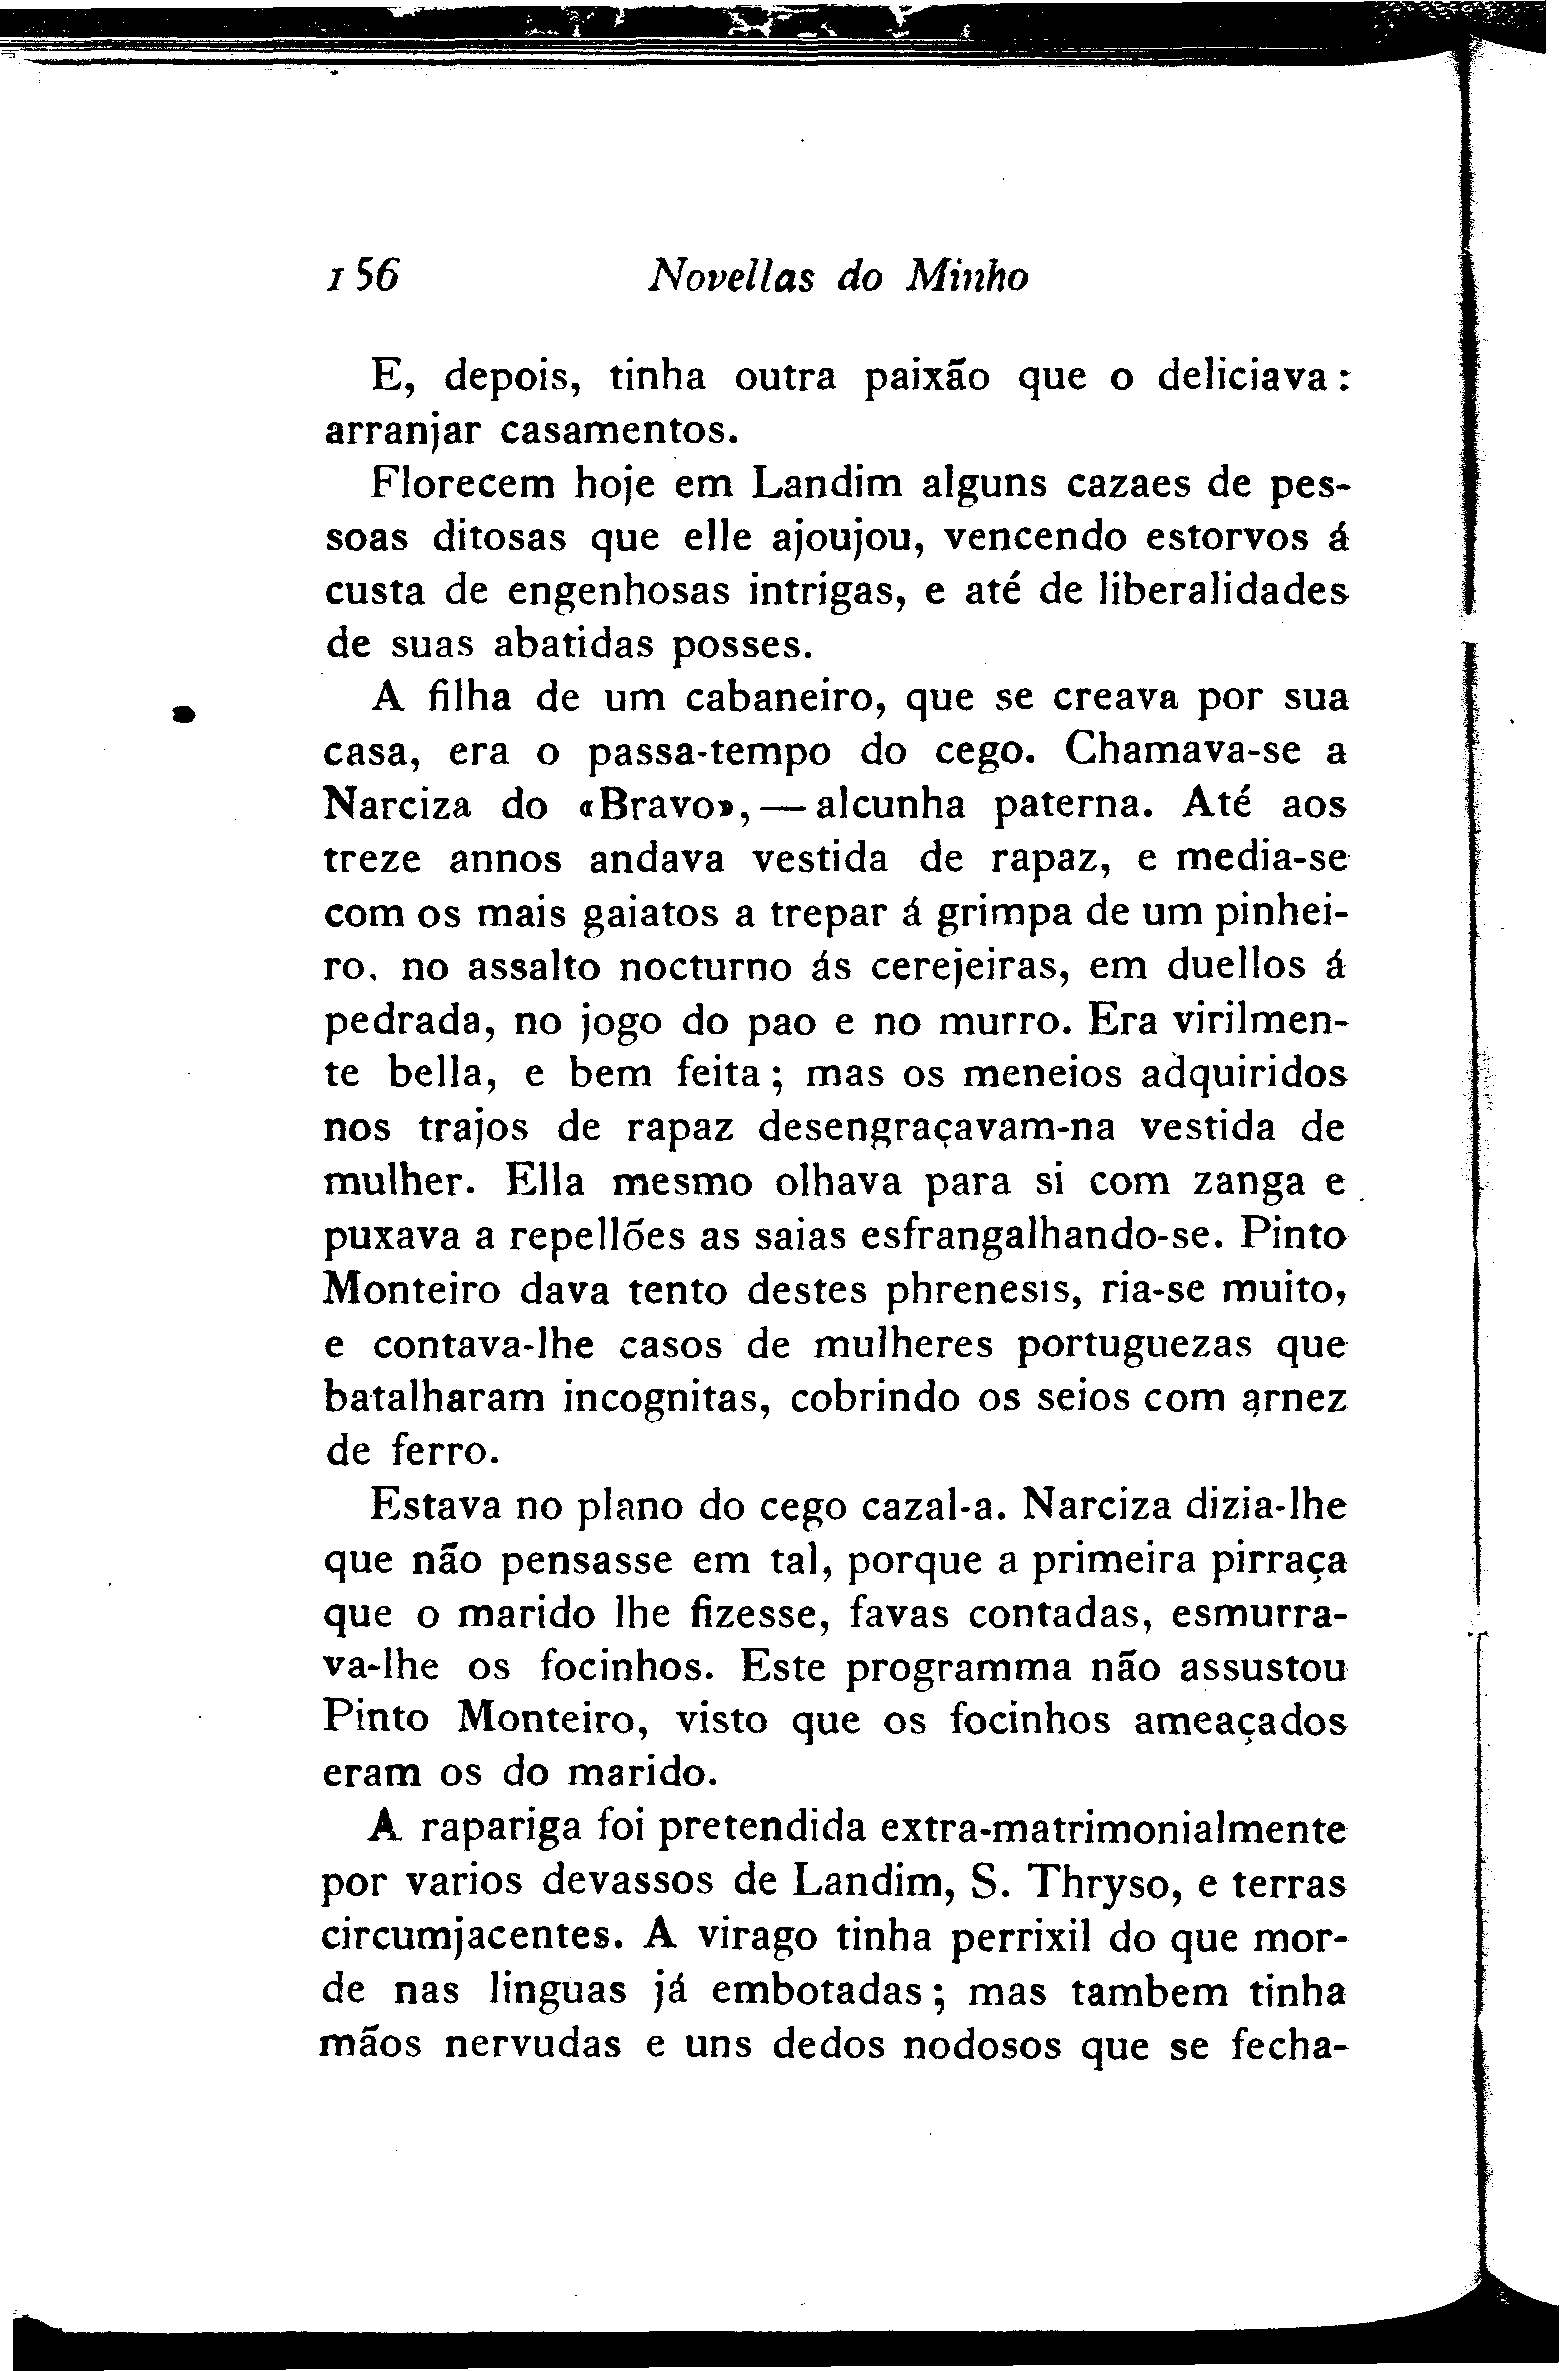 156 Novellas do Minho
E, depois, tinha outra paixão que o deliciava:
arranjar casamentos.
Florecem hoje em Landim alguns cazaes de pes-
soas ditosas que elle ajoujou, vencendo estorvos á
custa de engenhosas intrigas, e até de liberalidades
de suas abatidas posses.
A filha de um cabaneiro, que se creava por sua
casa, era o passa-tempo do cego. Chamava-se a
Narciza do «Bravo», — alcunha paterna. Até aos
treze annos andava vestida de rapaz, e media-se
com os mais gaiatos a trepar á grimpa de um pinhei-
ro, no assalto nocturno ás cerejeiras, em duellos á
pedrada, no jogo do pao e no murro. Era virilmen-
te bella, e bem feita; mas os meneios adquiridos
nos trajos de rapaz desengraçavam-na vestida de
mulher. Ella mesmo olhava para si com zanga e
puxava a repellões as saias esfrangalhando-se. Pinto
Monteiro dava tento destes phrenesis, ria-se muito,
e contava-lhe casos de mulheres portuguezas que
batalharam incognitas, cobrindo os seios com arnez
de ferro.
Estava no plano do cego cazal-a. Narciza dizia-lhe
que não pensasse em tal, porque a primeira pirraça
que o marido lhe fizesse, favas contadas, esmurra-
va-lhe os focinhos. Este programma não assustou
Pinto Monteiro, visto que os focinhos ameaçados
eram os do marido.
A rapariga foi pretendida extra-matrimonialmente
por varios devassos de Landim, S. Thryso, e terras
circumjacentes. A virago tinha perrixil do que mor-
de nas linguas já embotadas; mas tambem tinha
mãos nervudas e uns dedos nodosos que se fecha-